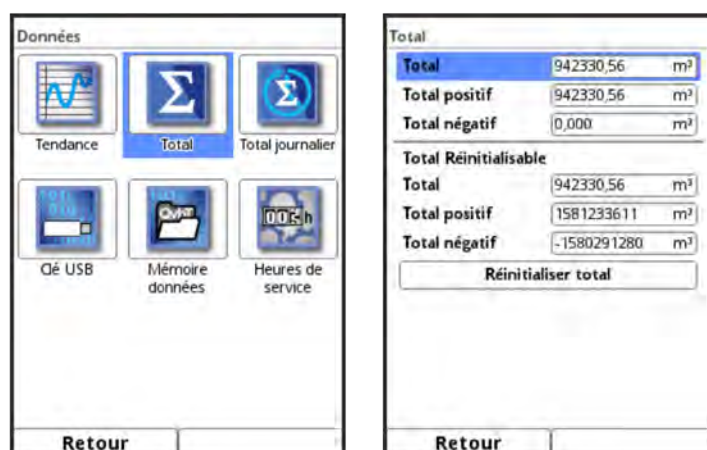 Données
Tendance
Total
Total journalier
Clé USB
Mémoire
données
Heures de
service
Retour
Total
Total 942330,56 m³
Total positif 942330,56 m³
Total négatif 0,000 m³
Total Réinitialisable
Total 942330,56 m³
Total positif 1581233611 m³
Total négatif -1580291280 m³
Réinitialiser total
Retour